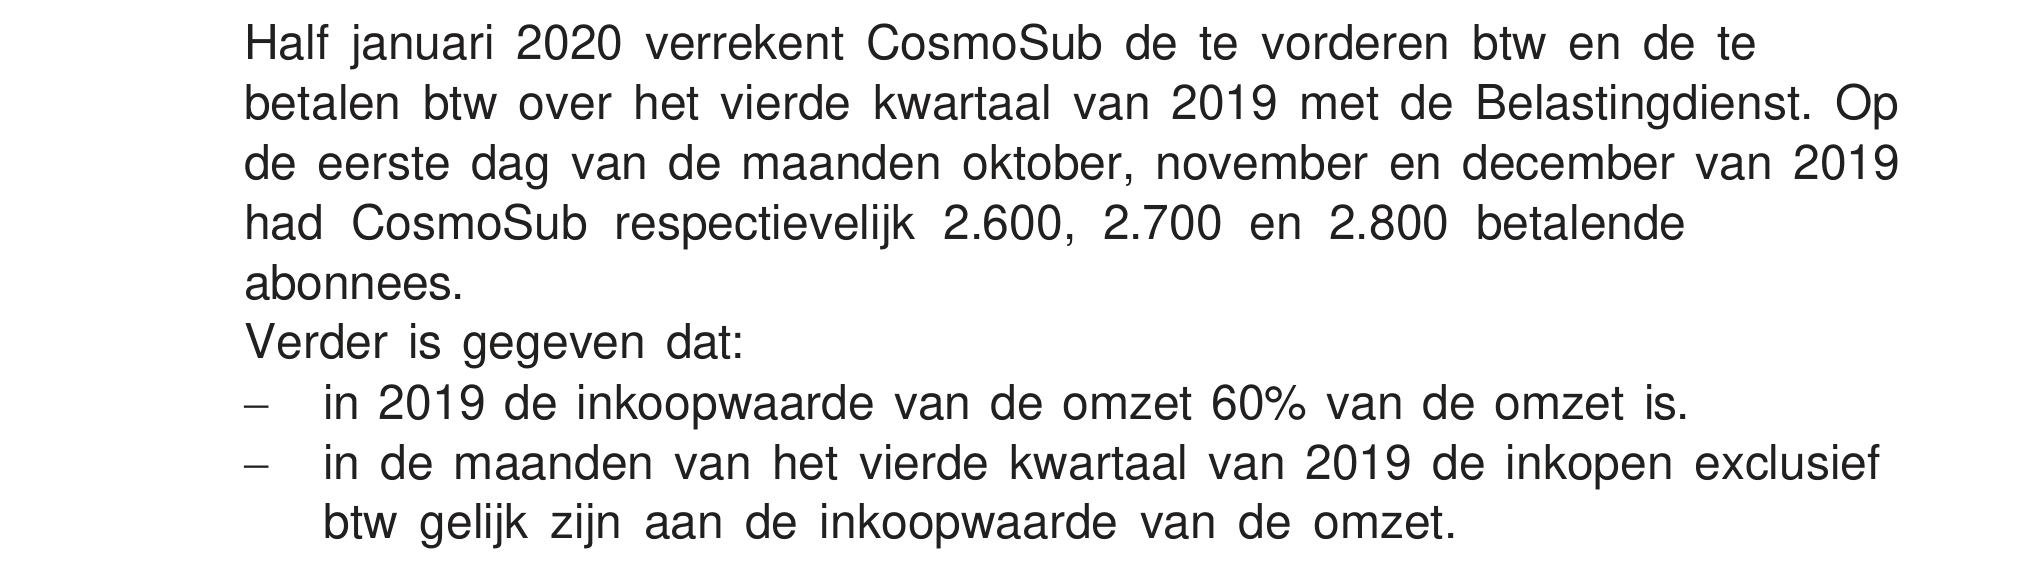 Half januari 2020 verrekent CosmoSub de te vorderen btw en de te
betalen btw over het vierde kwartaal van 2019 met de Belastingdienst. Op
de eerste dag van de maanden oktober, november en december van 2019
had CosmoSub respectievelijk 2.600, 2.700 en 2.800 betalende
abonnees.
Verder is gegeven dat:
– in 2019 de inkoopwaarde van de omzet 60% van de omzet is.
– in de maanden van het vierde kwartaal van 2019 de inkopen exclusief
btw gelijk zijn aan de inkoopwaarde van de omzet.